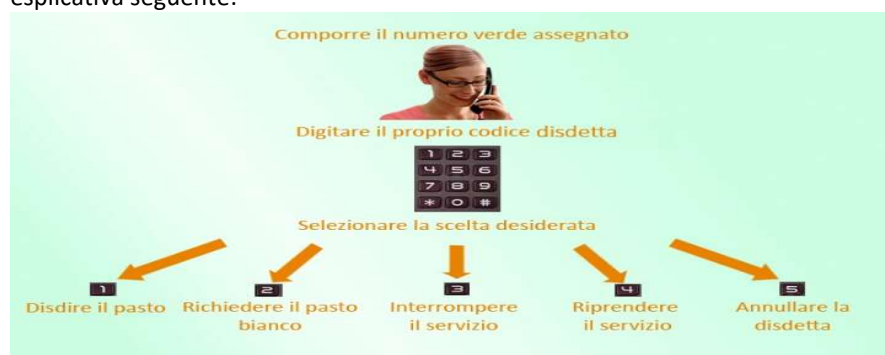 esplicativa seguente:
Comporre il numero verde assegnato
Digitare il proprio codice disdetta
1 2 3
4 5 6
7 8 9
* 0 #
Selezionare la scelta desiderata
1 2 3 4 5
Disdire il pasto Richiedere il pasto bianco Interrompere il servizio Riprendere il servizio Annullare la disdetta